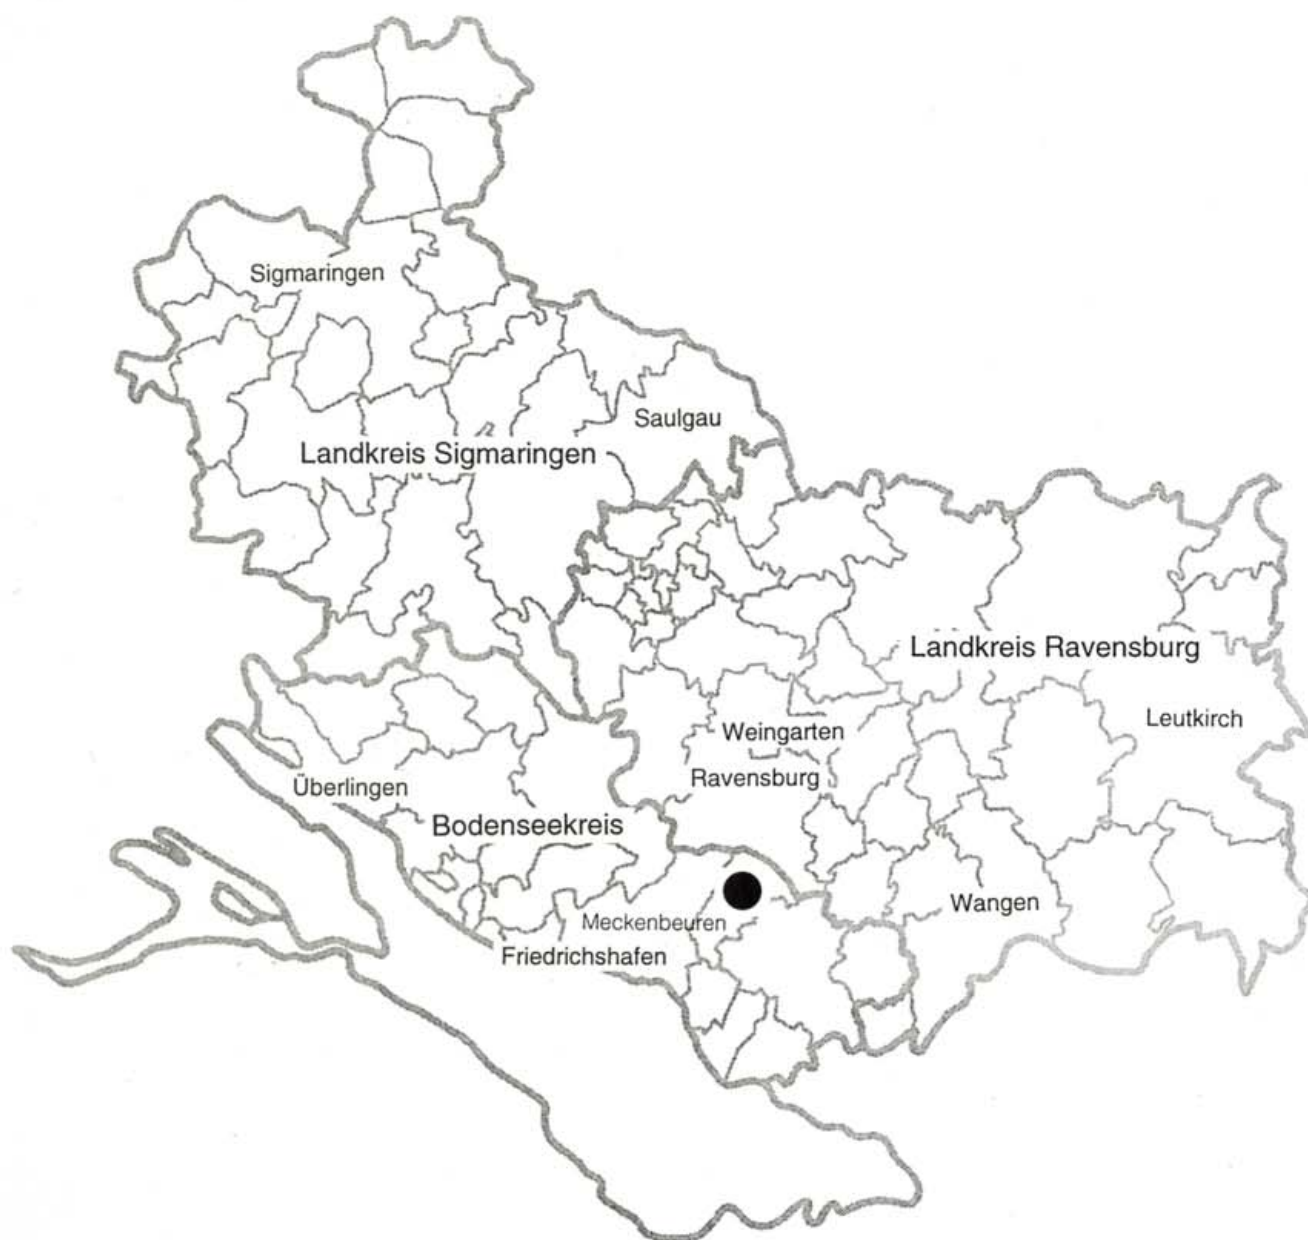 Sigmaringen
Saulgau
Landkreis Sigmaringen
Landkreis Ravensburg
Leutkirch
Weingarten
Ravensburg
Überlingen
Bodenseekreis
Wangen
Meckenbeuren
Friedrichshafen